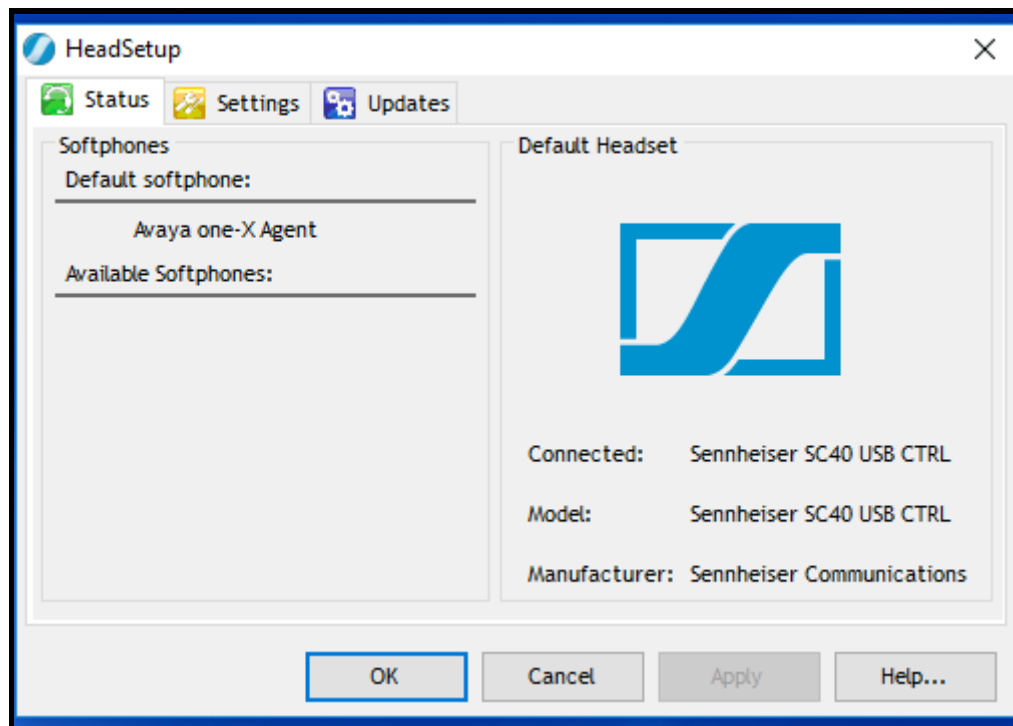 HeadSetup
Status
Settings
Updates
Softphones
Default softphone:
Avaya one-X Agent
Available Softphones:
Default Headset
Connected: Sennheiser SC40 USB CTRL
Model: Sennheiser SC40 USB CTRL
Manufacturer: Sennheiser Communications
OK
Cancel
Apply
Help...